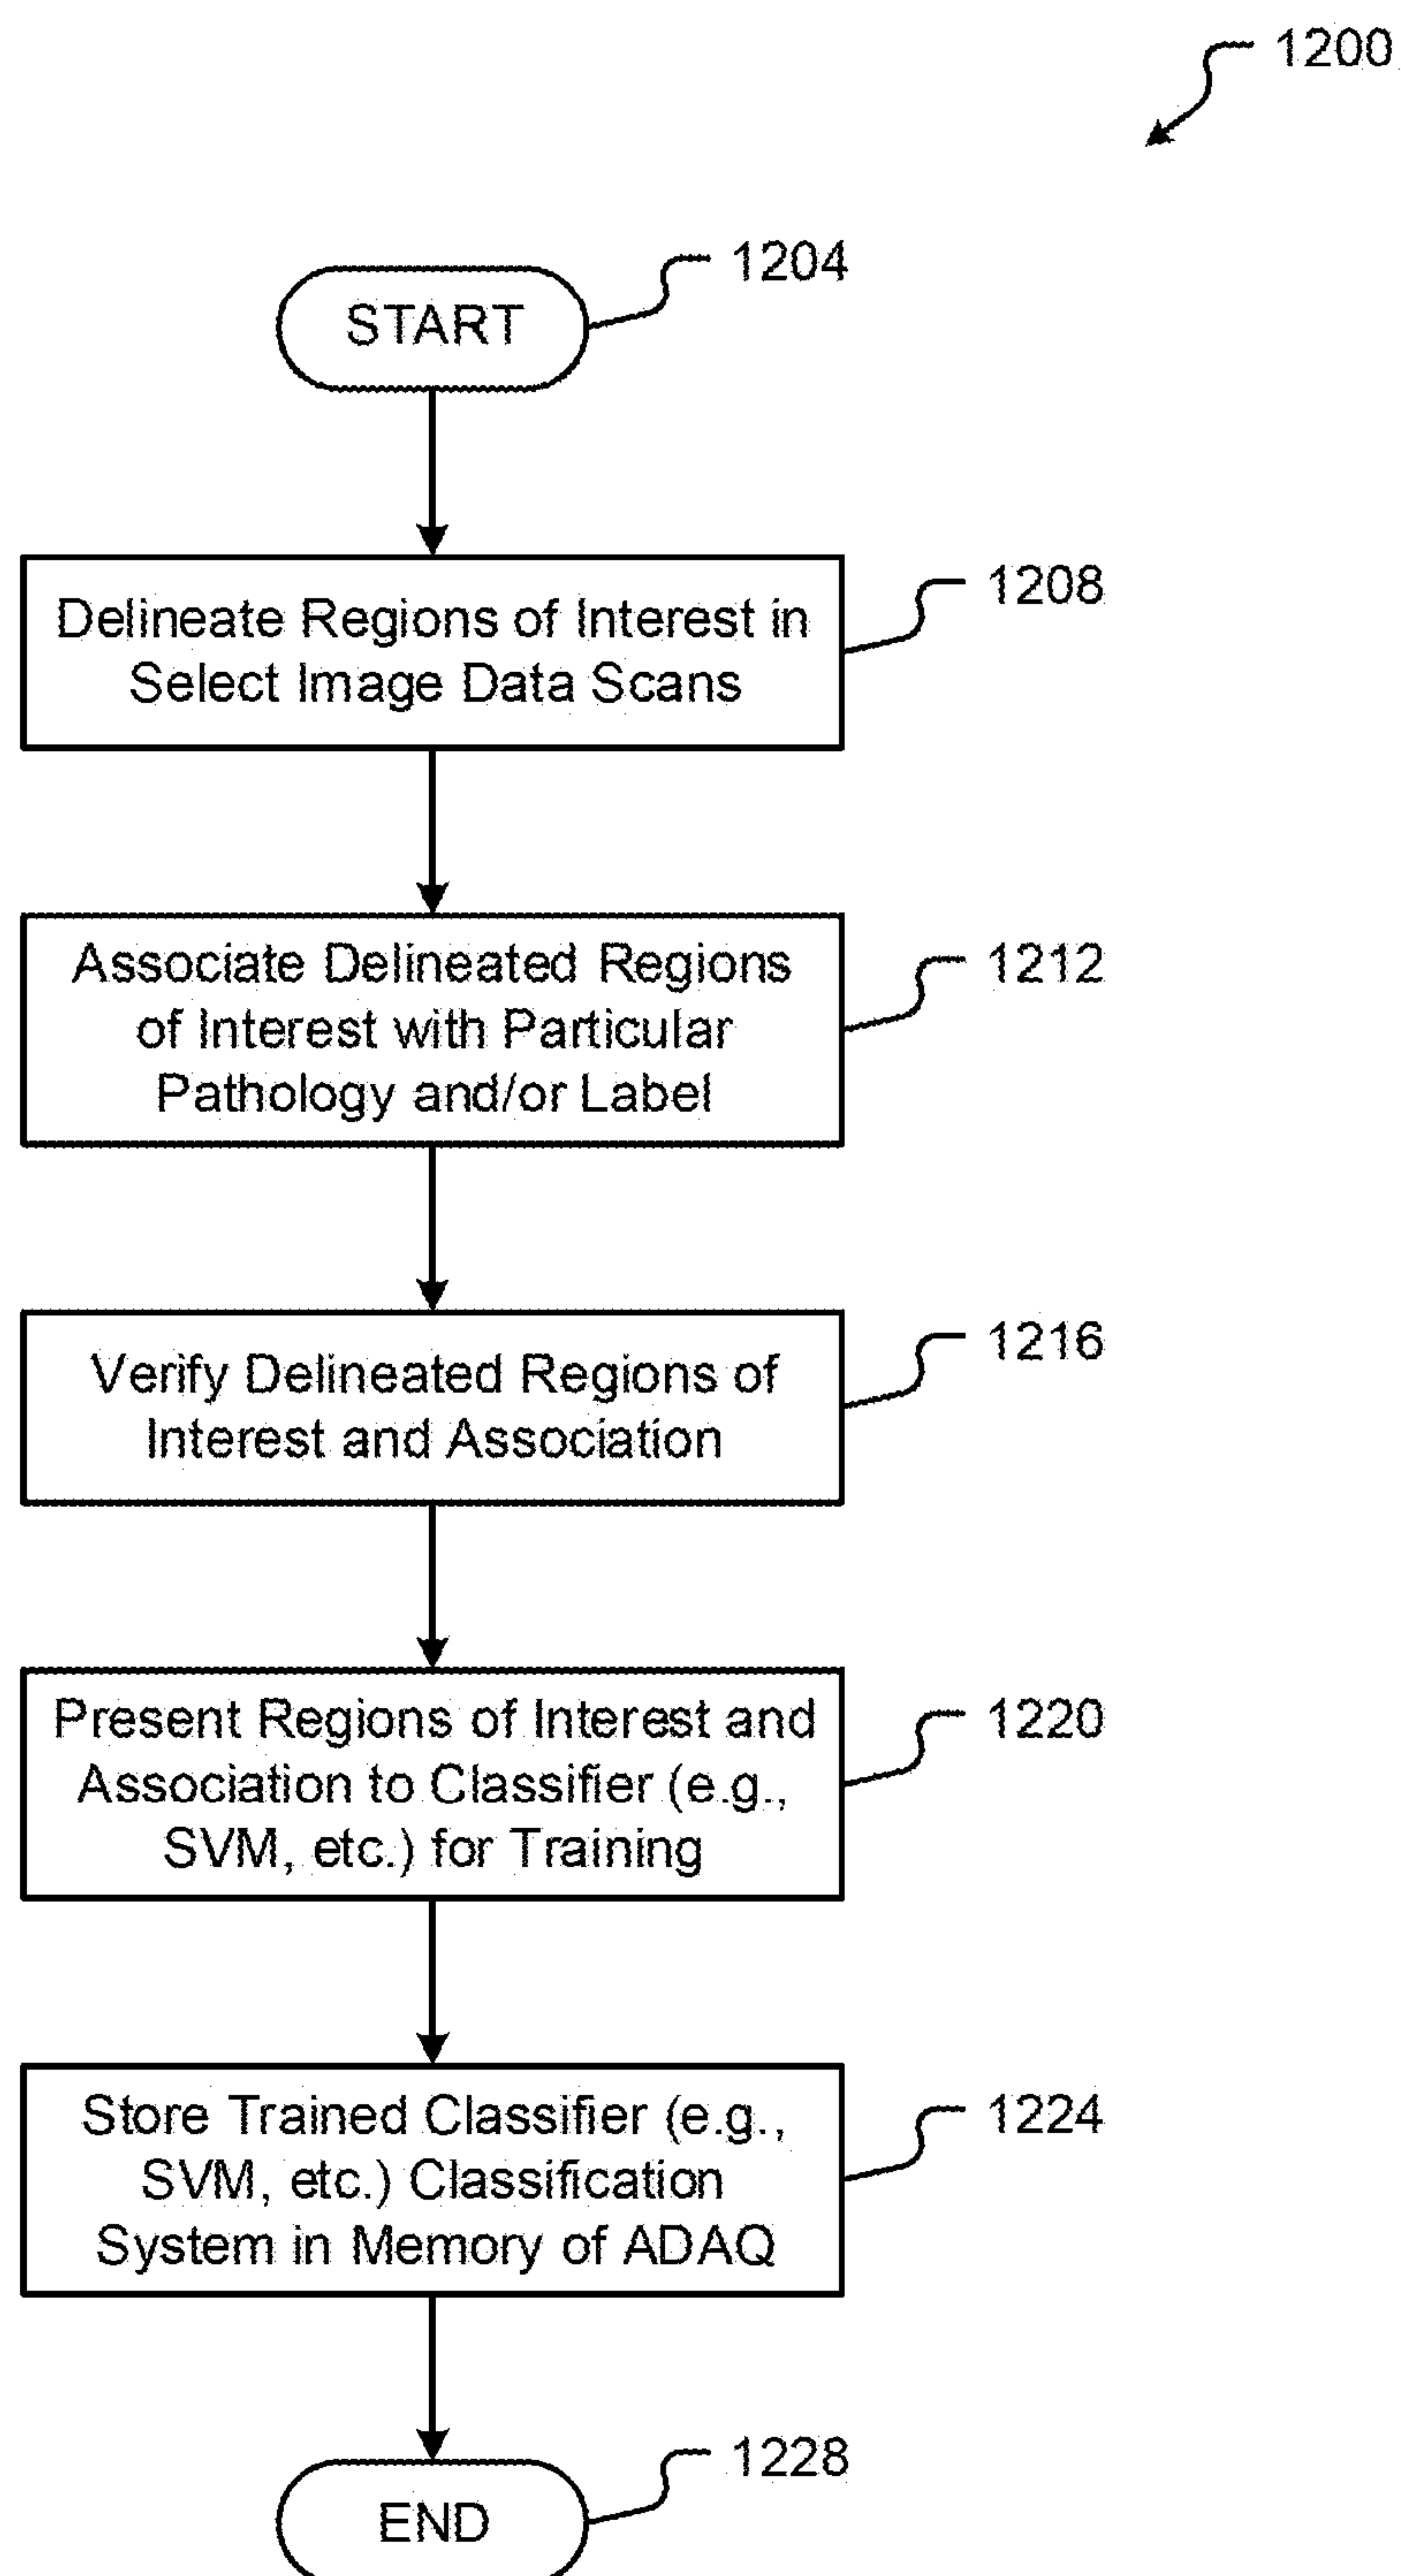 1200
1204
START
1208
Delineate Regions of Interest in
Select Image Data Scans
1212
Associate Delineated Regions
of Interest with Particular
Pathology and/or Label
1216
Verify Delineated Regions of
Interest and Association
1220
Present Regions of Interest and
Association to Classifier (e.g.,
SVM, etc.) for Training
1224
Store Trained Classifier (e.g.,
SVM, etc.) Classification
System in Memory of ADAQ
1228
END